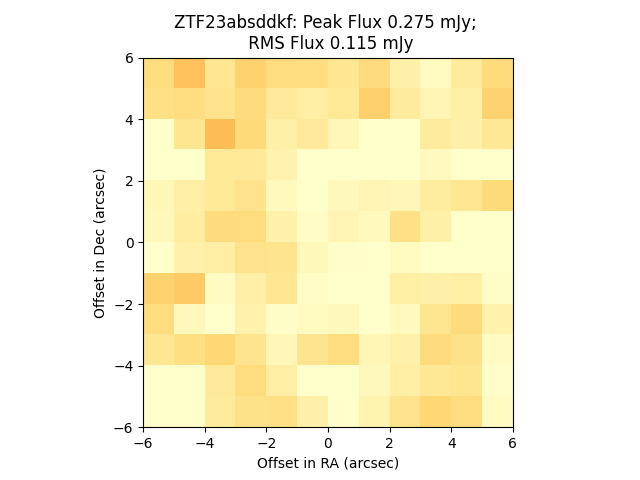 ZTF23absddkf: Peak Flux 0.275 mJy;
RMS Flux 0.115 mJy
6
4
2
0
−2
−4
−6
Offset in Dec (arcsec)
−6 −4 −2 0 2 4 6
Offset in RA (arcsec)